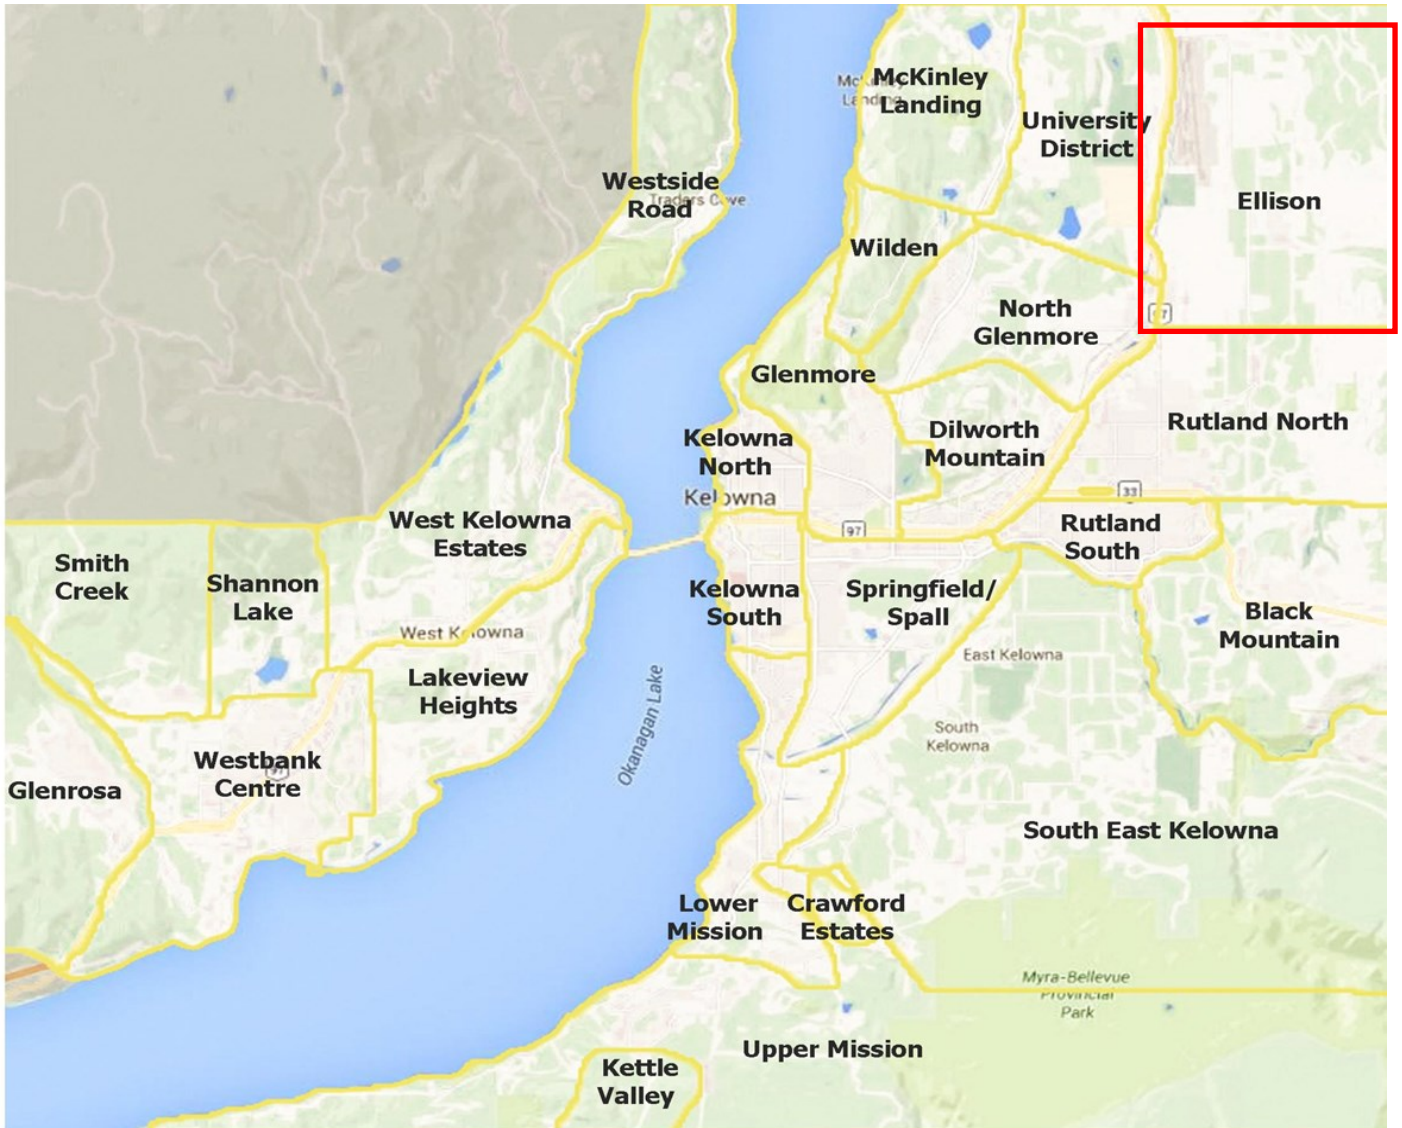 McKinley
Landing
McKinley
Landing
University
District
Westside
Road
Traders Cove
Ellison
Wilden
North
Glenmore
97
Glenmore
Rutland North
Dilworth
Mountain
Kelowna
North
Kelowna
33
97
West Kelowna
Estates
Rutland
South
Smith
Creek
Shannon
Lake
Kelowna
South
Springfield/
Spall
Black
Mountain
West Kelowna
East Kelowna
Lakeview
Heights
Okanagan Lake
South
Kelowna
Westbank
Centre
97
Glenrosa
South East Kelowna
Lower
Mission
Crawford
Estates
Myra-Bellevue
Provincial
Park
Upper Mission
Kettle
Valley